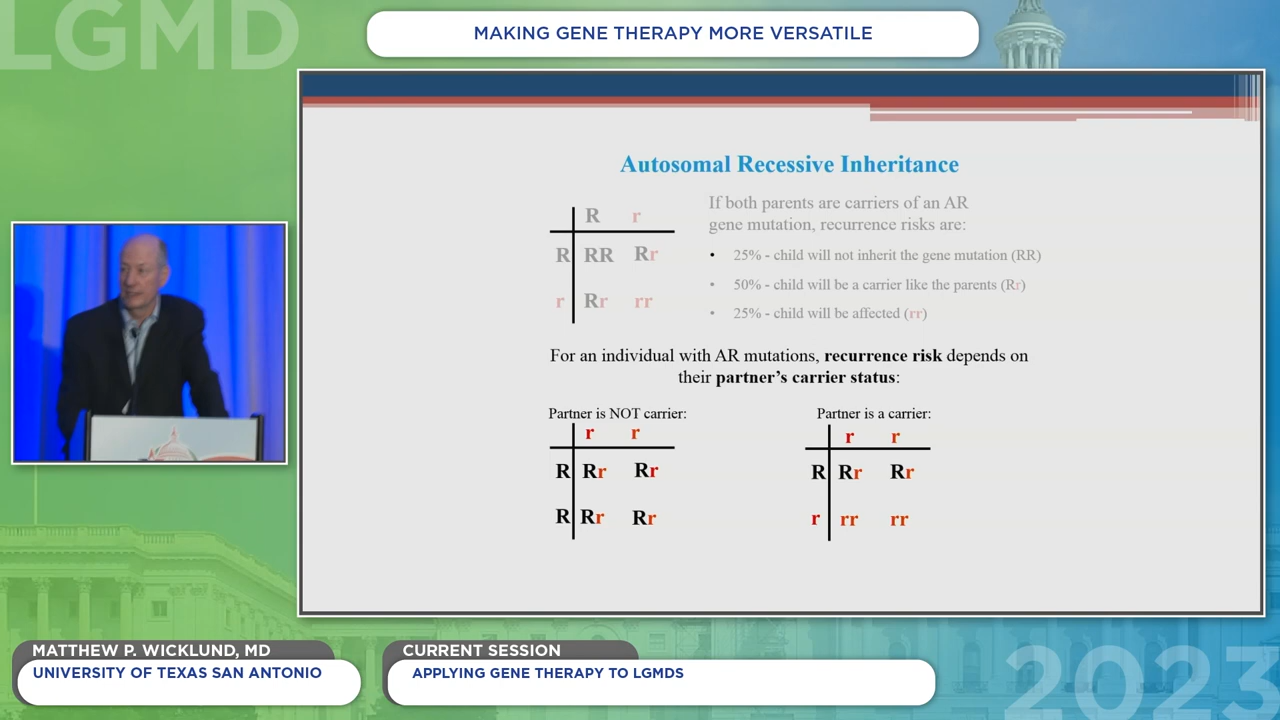 LGMD
MAKING GENE THERAPY MORE VERSATILE
Autosomal Recessive Inheritance
R r
R RR Rr
r Rr rr
If both parents are carriers of an AR
gene mutation, recurrence risks are:
• 25% - child will not inherit the gene mutation (RR)
• 50% - child will be a carrier like the parents (Rr)
• 25% - child will be affected (rr)
For an individual with AR mutations, recurrence risk depends on
their partner’s carrier status:
Partner is NOT carrier:
r r
R Rr Rr
R Rr Rr
Partner is a carrier:
r r
R Rr Rr
r rr rr
MATTHEW P. WICKLUND, MD
UNIVERSITY OF TEXAS SAN ANTONIO
CURRENT SESSION
APPLYING GENE THERAPY TO LGMDS
2023